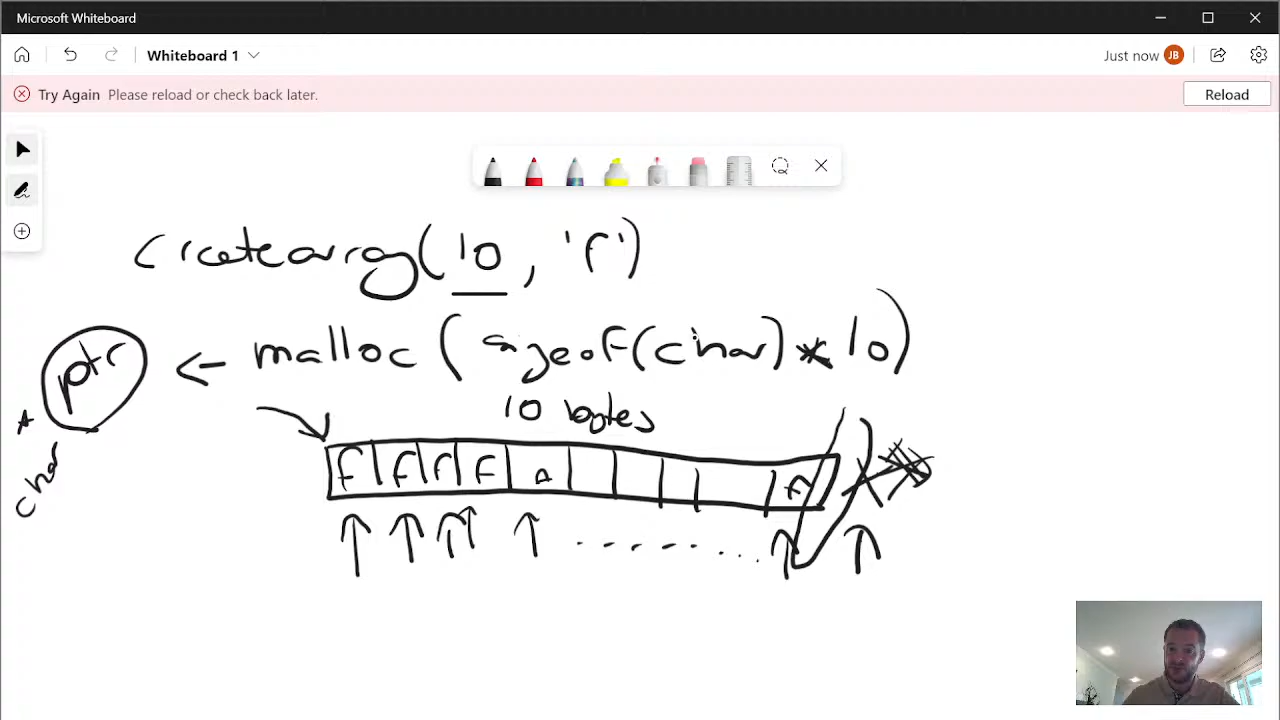 Microsoft Whiteboard
Whiteboard 1
Just now JB
Try Again Please reload or check back later.
Reload
createarray(10, 'f')
ptr ← malloc (sizeof(char) * 10)
* char
10 bytes
f f f f